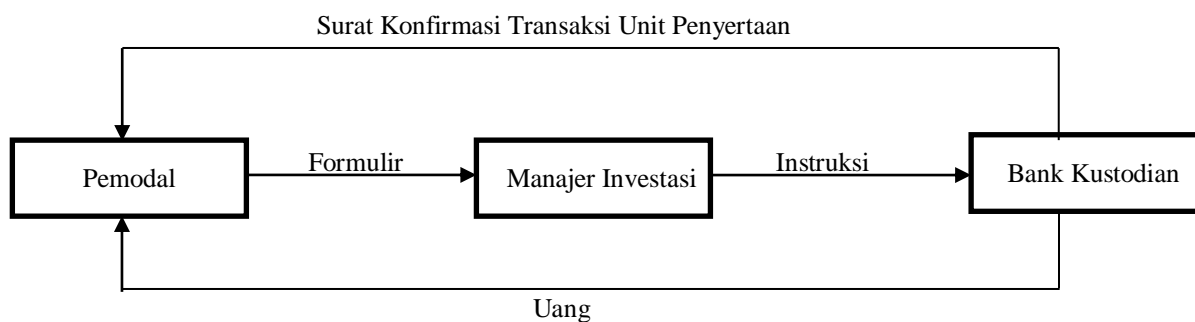 Surat Konfirmasi Transaksi Unit Penyertaan
Pemodal
Formulir
Manajer Investasi
Instruksi
Bank Kustodian
Uang